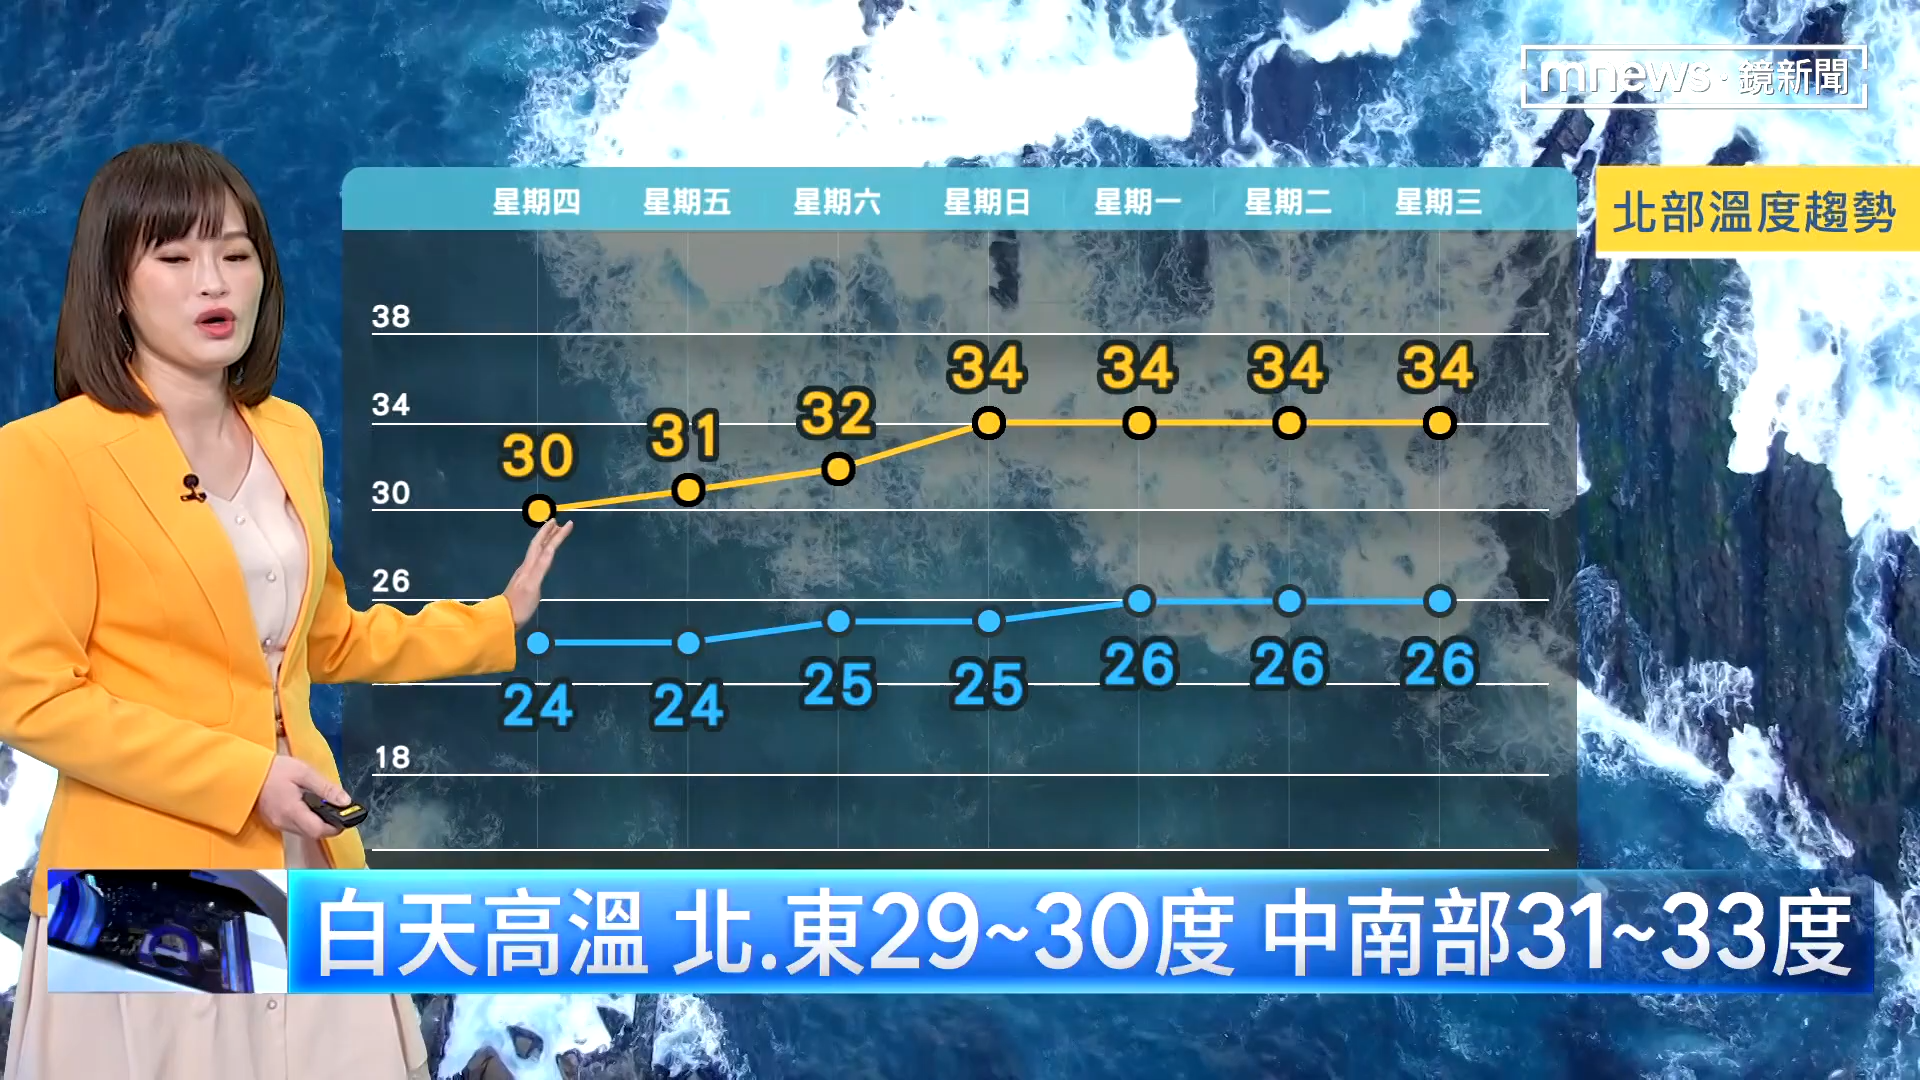 mnews·鏡新聞
北部溫度趨勢
星期四 星期五 星期六 星期日 星期一 星期二 星期三
38
34
30
26
18
30 31 32 34 34 34 34
24 24 25 25 26 26 26
白天高溫 北.東29~30度 中南部31~33度